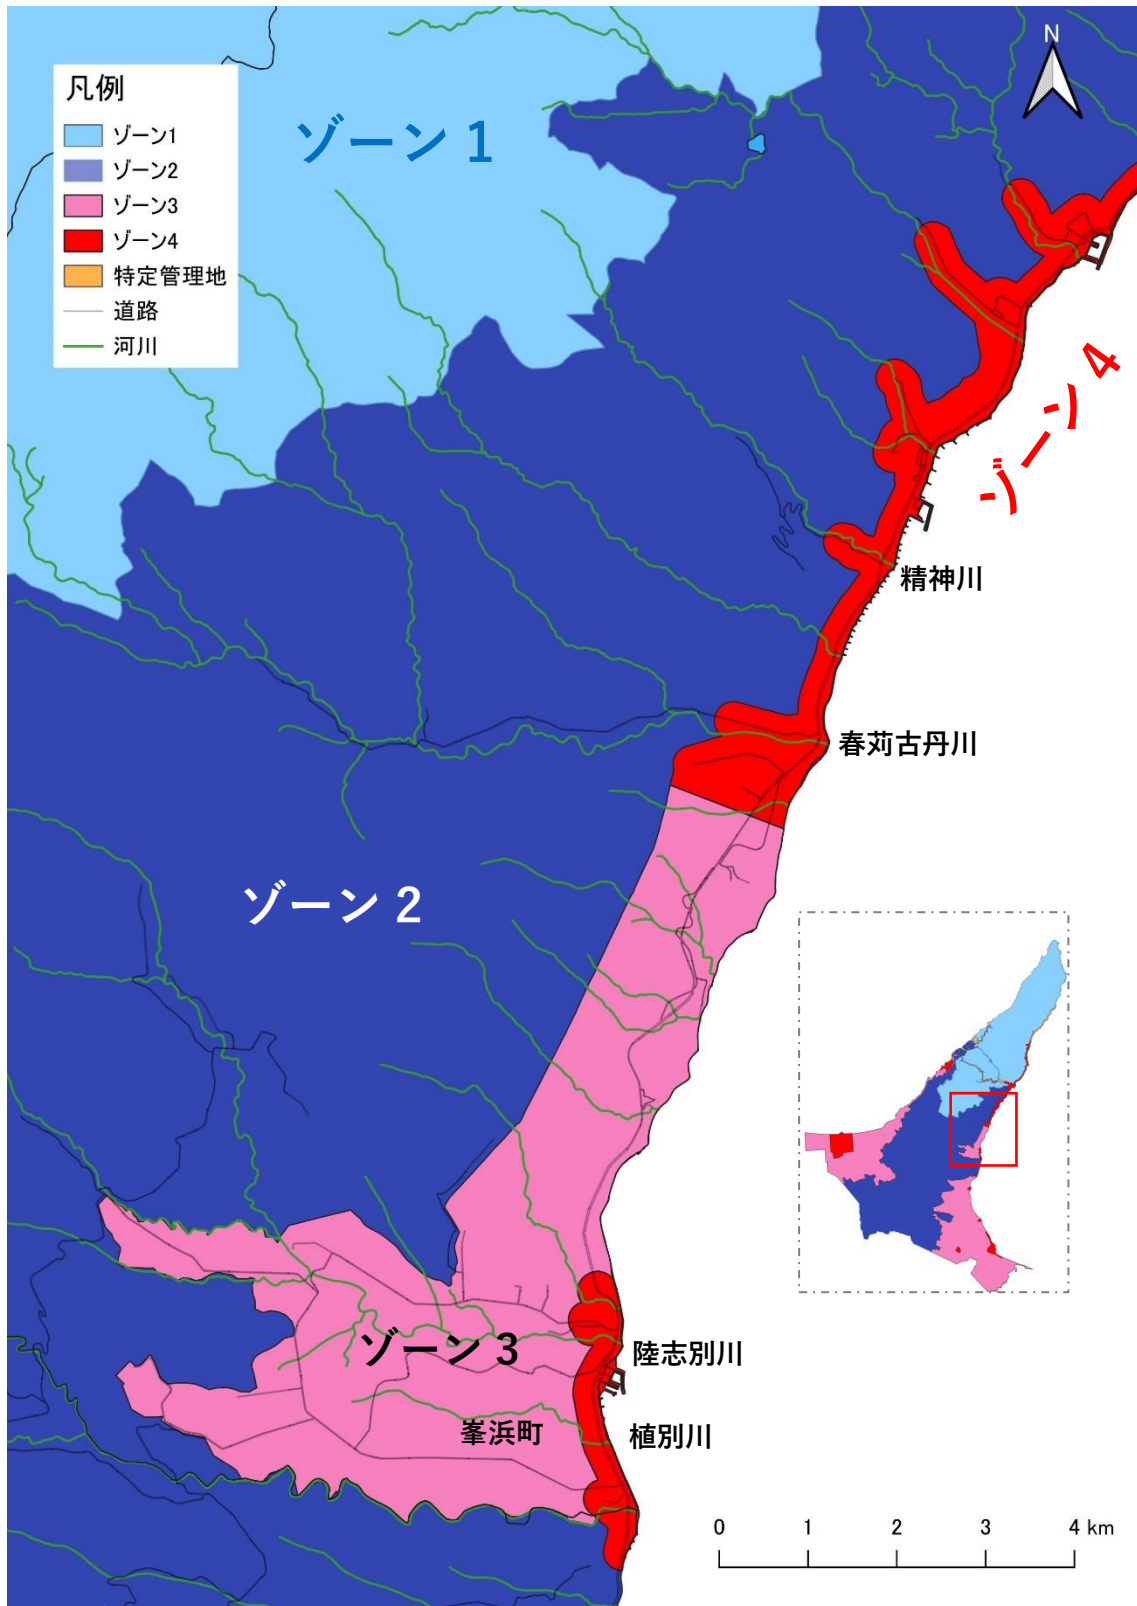 N
凡例
ゾーン1
ゾーン2
ゾーン3
ゾーン4
特定管理地
道路
河川
ゾーン 1
ゾーン 4
精神川
春苅古丹川
ゾーン 2
ゾーン 3
陸志別川
峯浜町
植別川
0 1 2 3 4 km